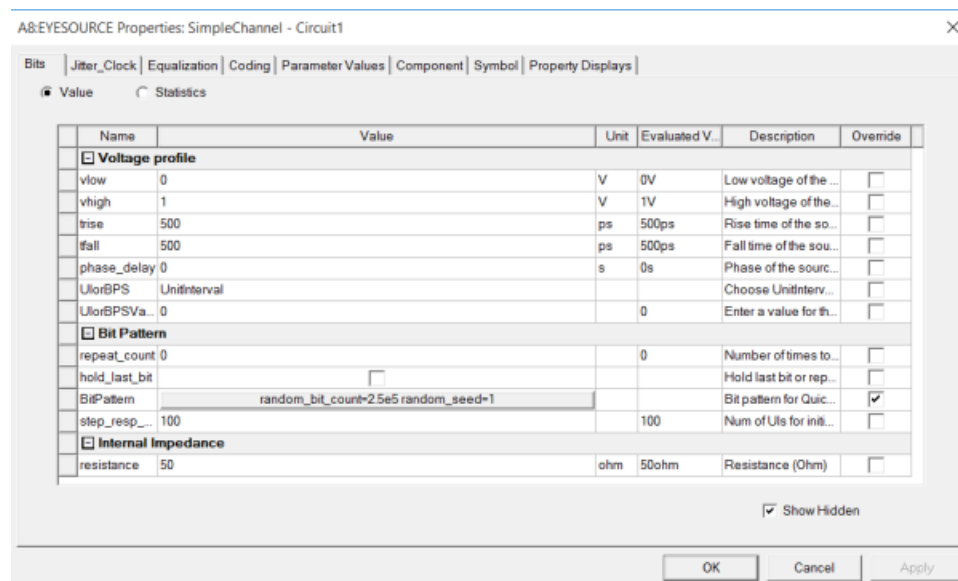 A8:EYESOURCE Properties: SimpleChannel - Circuit1
Bits Jitter_Clock Equalization Coding Parameter Values Component Symbol Property Displays
Value Statistics
Name Value Unit Evaluated V... Description Override
Voltage profile
vlow 0 V 0V Low voltage of the ...
vhigh 1 V 1V High voltage of the...
trise 500 ps 500ps Rise time of the so...
tfall 500 ps 500ps Fall time of the sou...
phase_delay 0 s 0s Phase of the sourc...
UIorBPS UnitInterval Choose UnitInterv...
UIorBPSVa... 0 0 Enter a value for th...
Bit Pattern
repeat_count 0 0 Number of times to...
hold_last_bit Hold last bit or rep...
BitPattern random_bit_count=2.5e5 random_seed=1 Bit pattern for Quic...
step_resp_... 100 100 Num of UIs for initi...
Internal Impedance
resistance 50 ohm 50ohm Resistance (Ohm)
Show Hidden
OK Cancel Apply